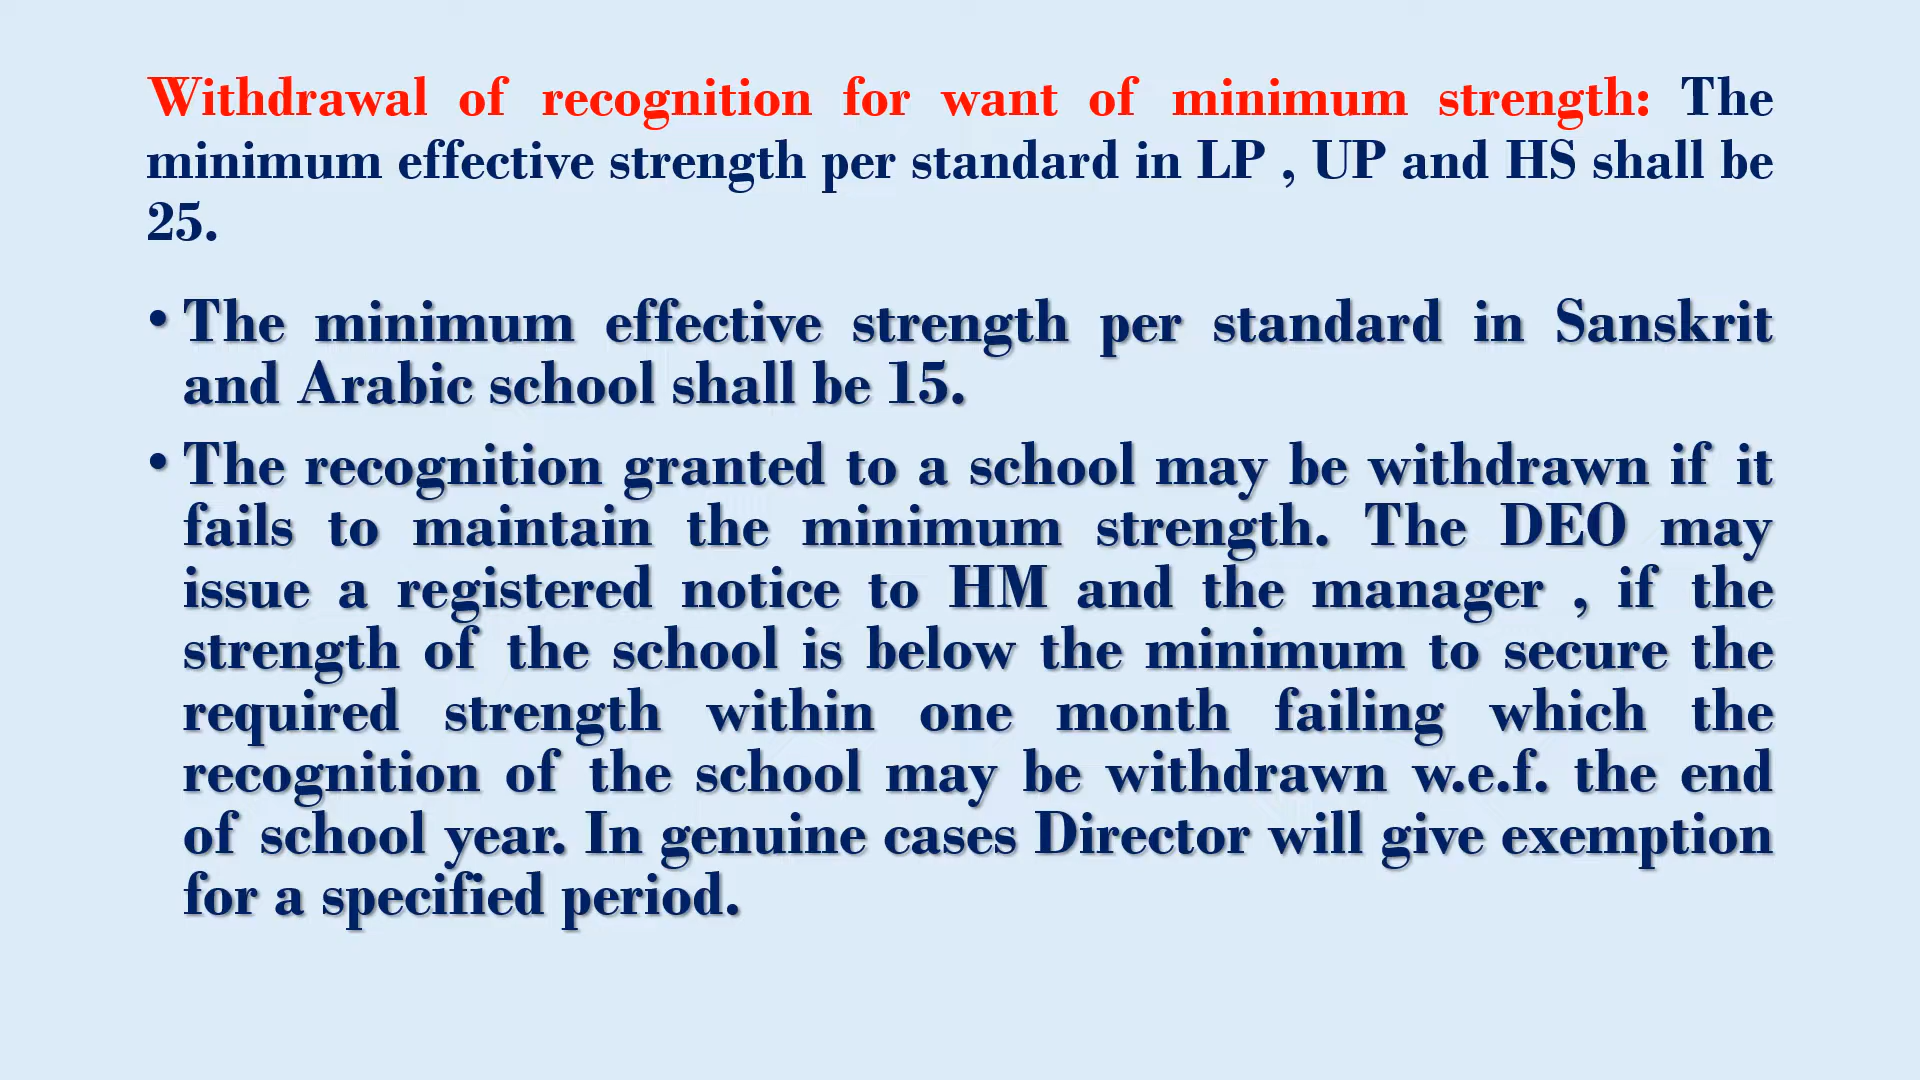 Withdrawal of recognition for want of minimum strength: The
minimum effective strength per standard in LP , UP and HS shall be
25.
• The minimum effective strength per standard in Sanskrit
and Arabic school shall be 15.
• The recognition granted to a school may be withdrawn if it
fails to maintain the minimum strength. The DEO may
issue a registered notice to HM and the manager , if the
strength of the school is below the minimum to secure the
required strength within one month failing which the
recognition of the school may be withdrawn w.e.f. the end
of school year. In genuine cases Director will give exemption
for a specified period.